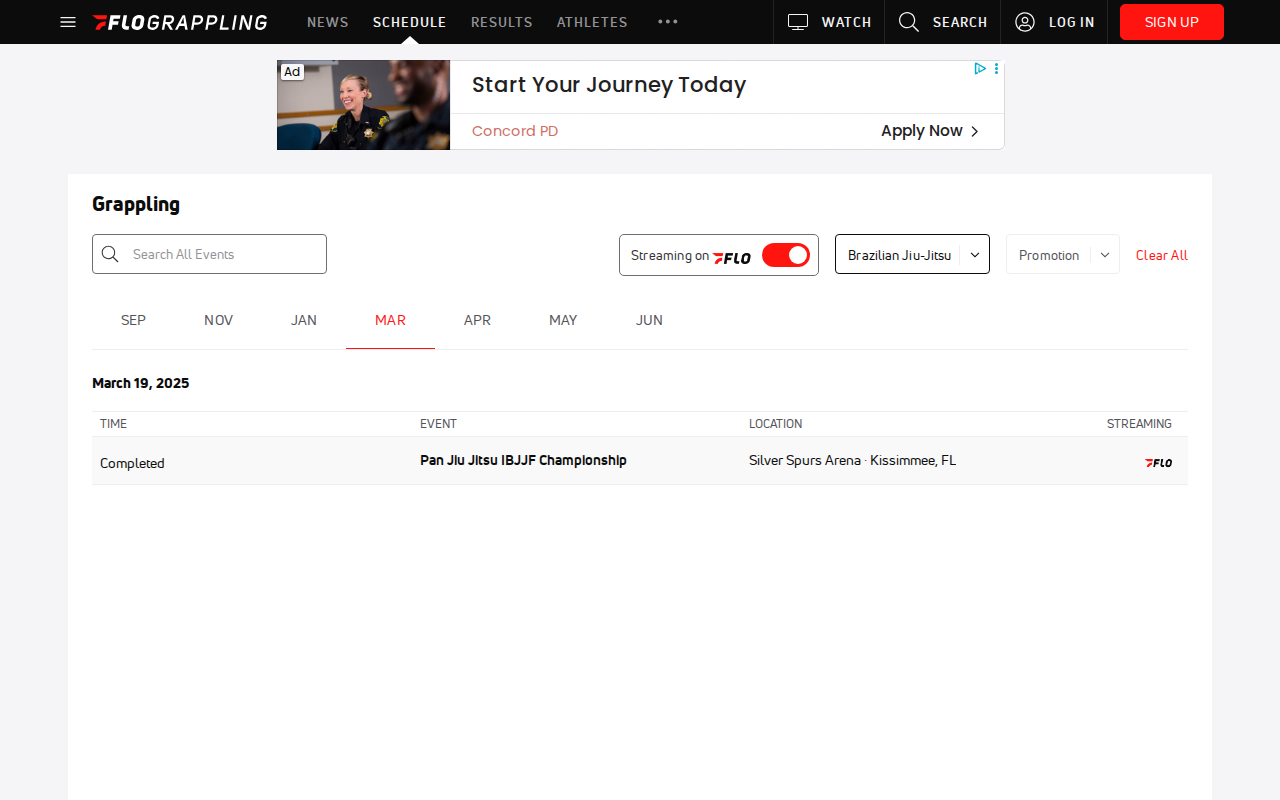 FLOGRAPPLING NEWS SCHEDULE RESULTS ATHLETES WATCH SEARCH LOG IN SIGN UP
Ad
Start Your Journey Today
Concord PD
Apply Now
Grappling
Search All Events
Streaming on FLO
Brazilian Jiu-Jitsu
Promotion
Clear All
SEP NOV JAN MAR APR MAY JUN
March 19, 2025
TIME EVENT LOCATION STREAMING
Completed Pan Jiu Jitsu IBJJF Championship Silver Spurs Arena · Kissimmee, FL FLO